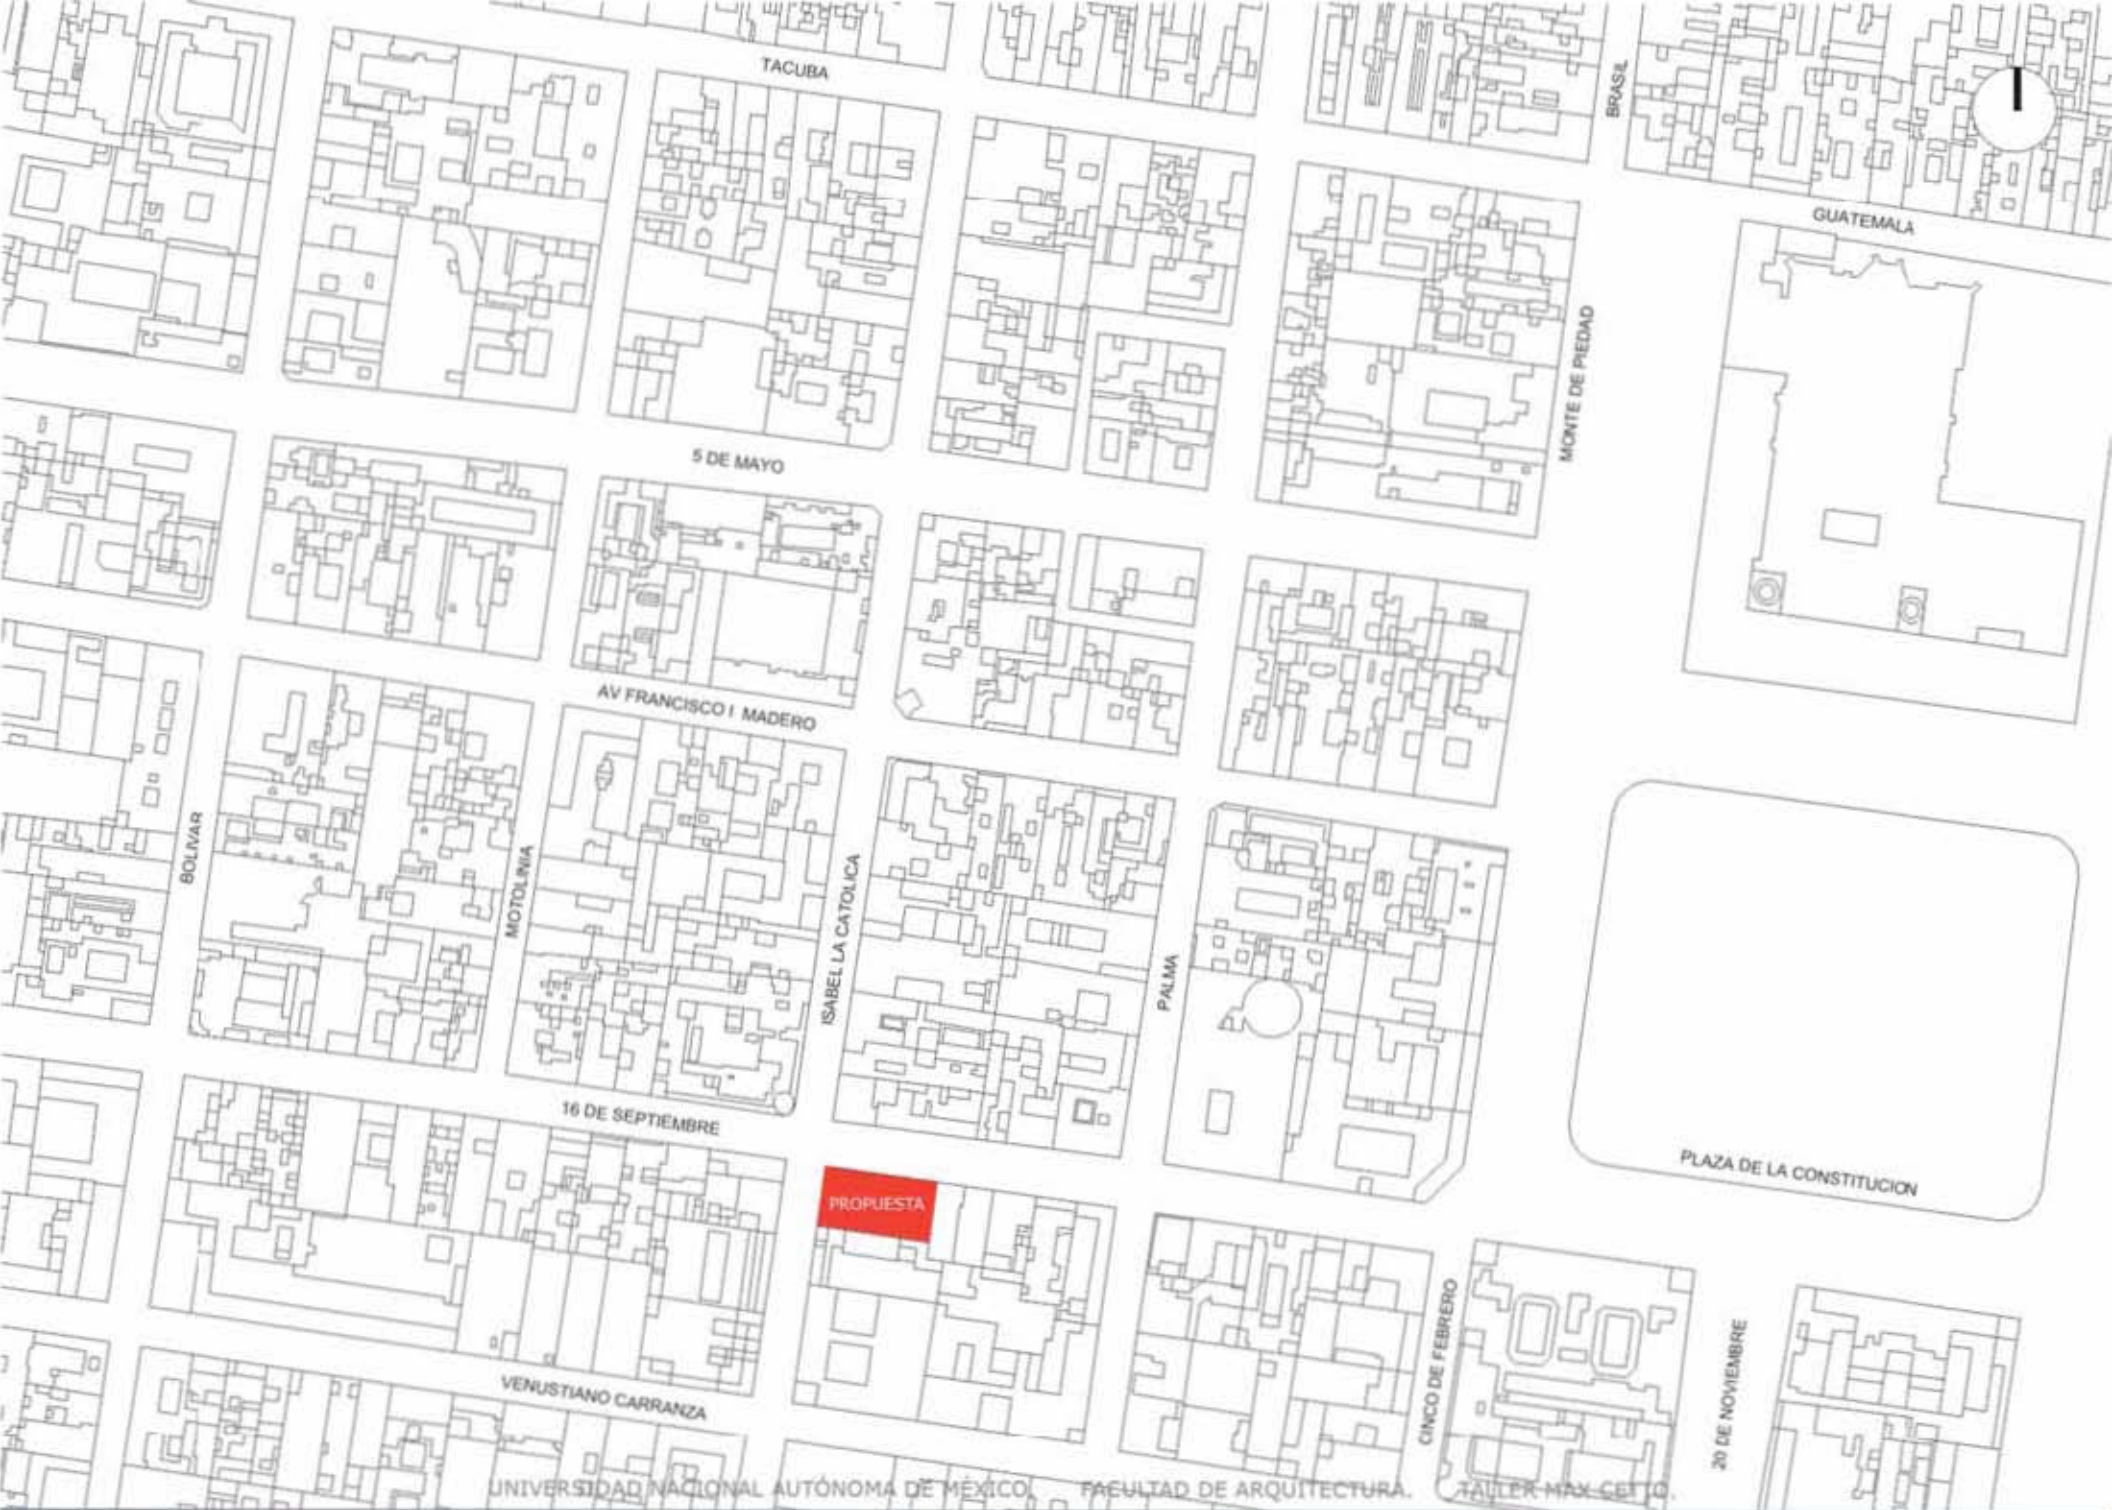 TACUBA
BRASIL
GUATEMALA
MONTE DE PIEDAD
5 DE MAYO
AV FRANCISCO I MADERO
BOLIVAR
MOTOLINIA
ISABEL LA CATOLICA
PALMA
16 DE SEPTIEMBRE
PLAZA DE LA CONSTITUCION
PROPUESTA
CINCO DE FEBRERO
20 DE NOVIEMBRE
VENUSTIANO CARRANZA
UNIVERSIDAD NACIONAL AUTÓNOMA DE MÉXICO. FACULTAD DE ARQUITECTURA. TALLER MAX CETTO.